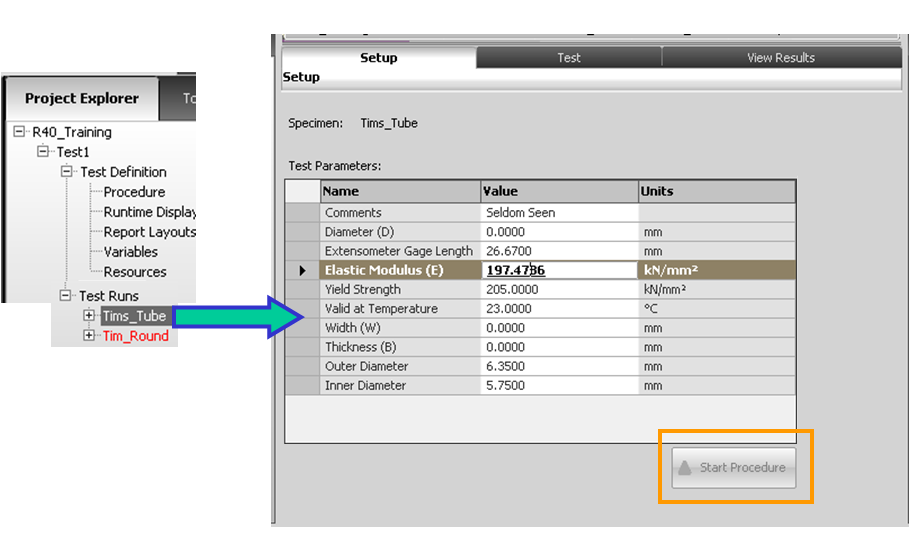 Project Explorer To
R40_Training
Test1
Test Definition
Procedure
Runtime Display
Report Layouts
Variables
Resources
Test Runs
Tims_Tube
Tim_Round
Setup Test View Results
Setup
Specimen: Tims_Tube
Test Parameters:
Name Value Units
Comments Seldom Seen
Diameter (D) 0.0000 mm
Extensometer Gage Length 26.6700 mm
Elastic Modulus (E) 197.4786 kN/mm²
Yield Strength 205.0000 kN/mm²
Valid at Temperature 23.0000 °C
Width (W) 0.0000 mm
Thickness (B) 0.0000 mm
Outer Diameter 6.3500 mm
Inner Diameter 5.7500 mm
Start Procedure